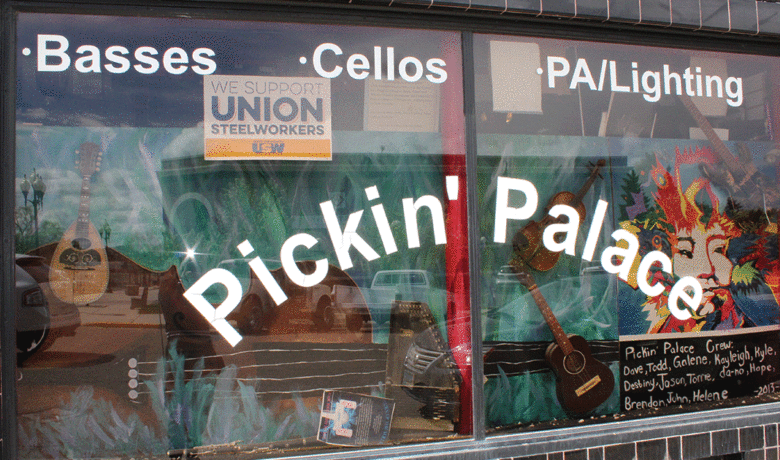 ·Basses ·Cellos ·PA/Lighting
WE SUPPORT
UNION
STEELWORKERS
USW
Pickin' Palace
Pickin' Palace Crew:
Dave, Todd, Galene, Kayleigh, Kyle,
Destiny, Jason, Torrie, da-no, Hope,
Brendon, John, Helene 2015